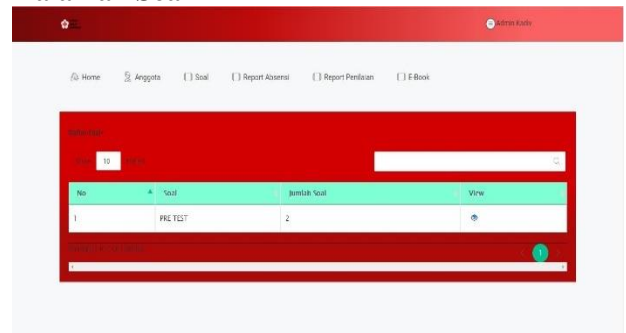 Admin Kadir
Home Anggota Soal Report Absensi Report Penilaian E-Book
10
No Soal Jumlah Soal View
1 PRE TEST 2
1